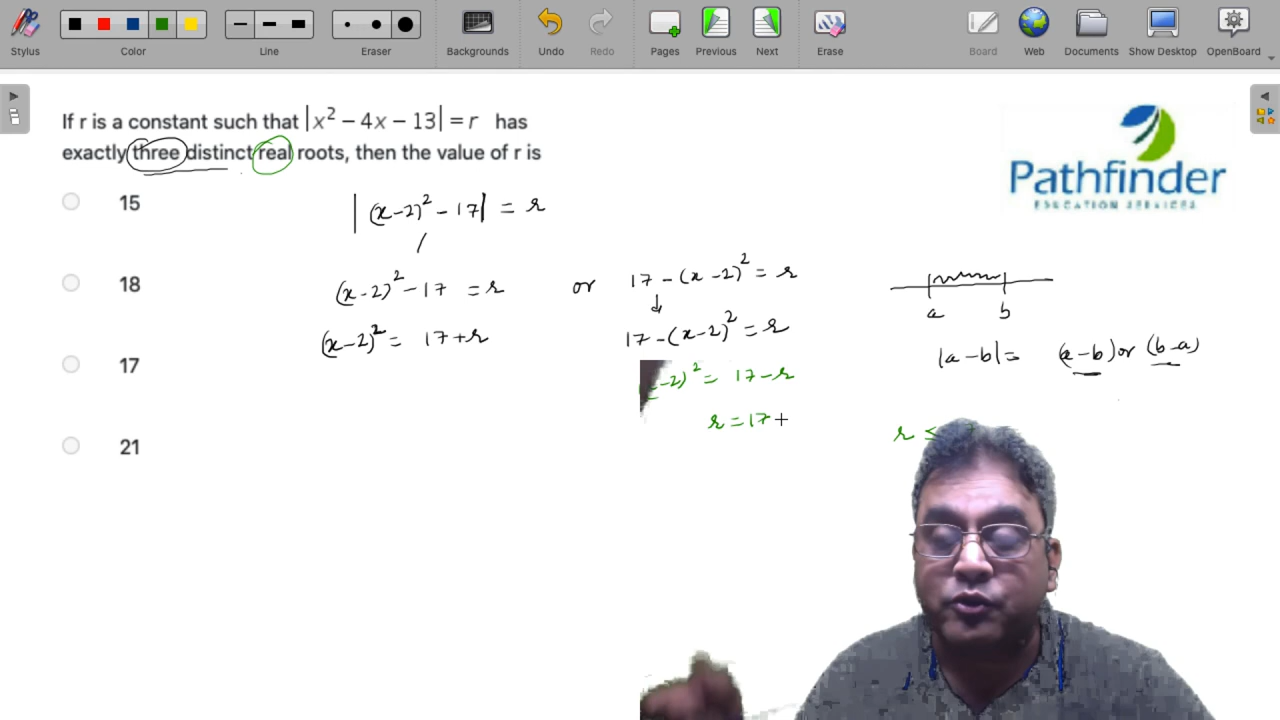 Stylus Color Line Eraser Backgrounds Undo Redo Pages Previous Next Erase Board Web Documents Show Desktop OpenBoard
If r is a constant such that |x² − 4x − 13| = r has
exactly three distinct real roots, then the value of r is
Pathfinder
EDUCATION SERVICES
15
18
17
21
|(x-2)² - 17| = r
(x-2)² - 17 = r or 17 - (x-2)² = r
(x-2)² = 17+r 17 - (x-2)² = r
-2)² = 17-r
r = 17+
r ≤
a b
|a-b| = (a-b) or (b-a)